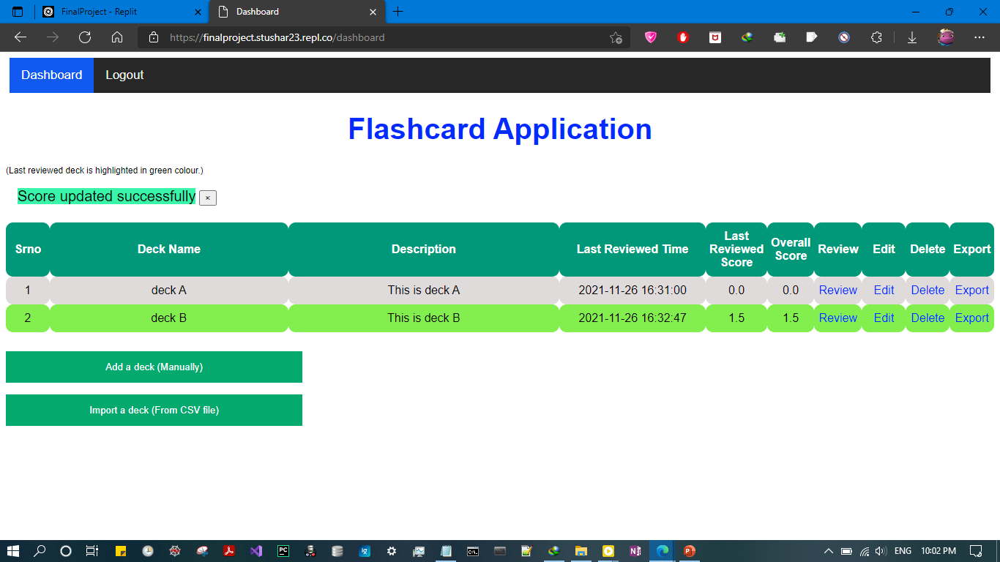 FinalProject - Replit
Dashboard
https://finalproject.stushar23.repl.co/dashboard
Dashboard Logout
Flashcard Application
(Last reviewed deck is highlighted in green colour.)
Score updated successfully ×
Srno Deck Name Description Last Reviewed Time Last Reviewed Score Overall Score Review Edit Delete Export
1 deck A This is deck A 2021-11-26 16:31:00 0.0 0.0 Review Edit Delete Export
2 deck B This is deck B 2021-11-26 16:32:47 1.5 1.5 Review Edit Delete Export
Add a deck (Manually)
Import a deck (From CSV file)
PC
ENG 10:02 PM